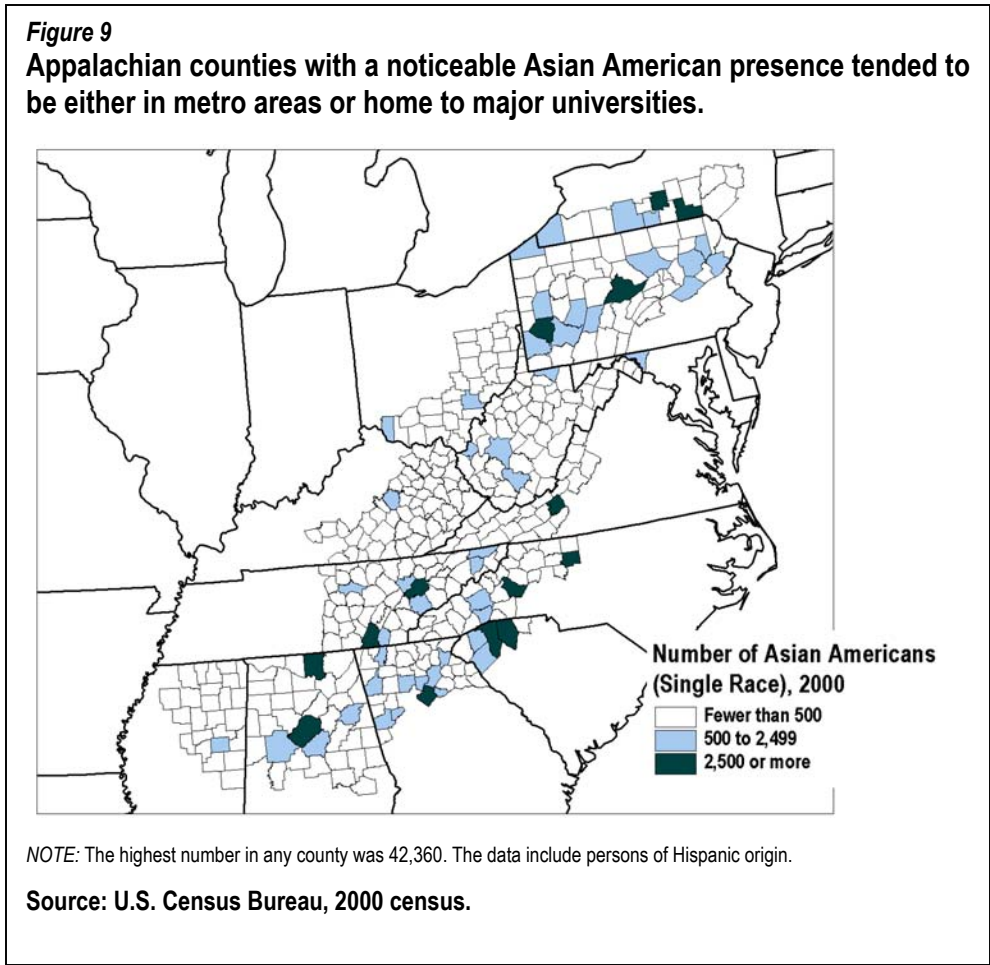 Figure 9
Appalachian counties with a noticeable Asian American presence tended to
be either in metro areas or home to major universities.
Number of Asian Americans
(Single Race), 2000
Fewer than 500
500 to 2,499
2,500 or more
NOTE: The highest number in any county was 42,360. The data include persons of Hispanic origin.
Source: U.S. Census Bureau, 2000 census.